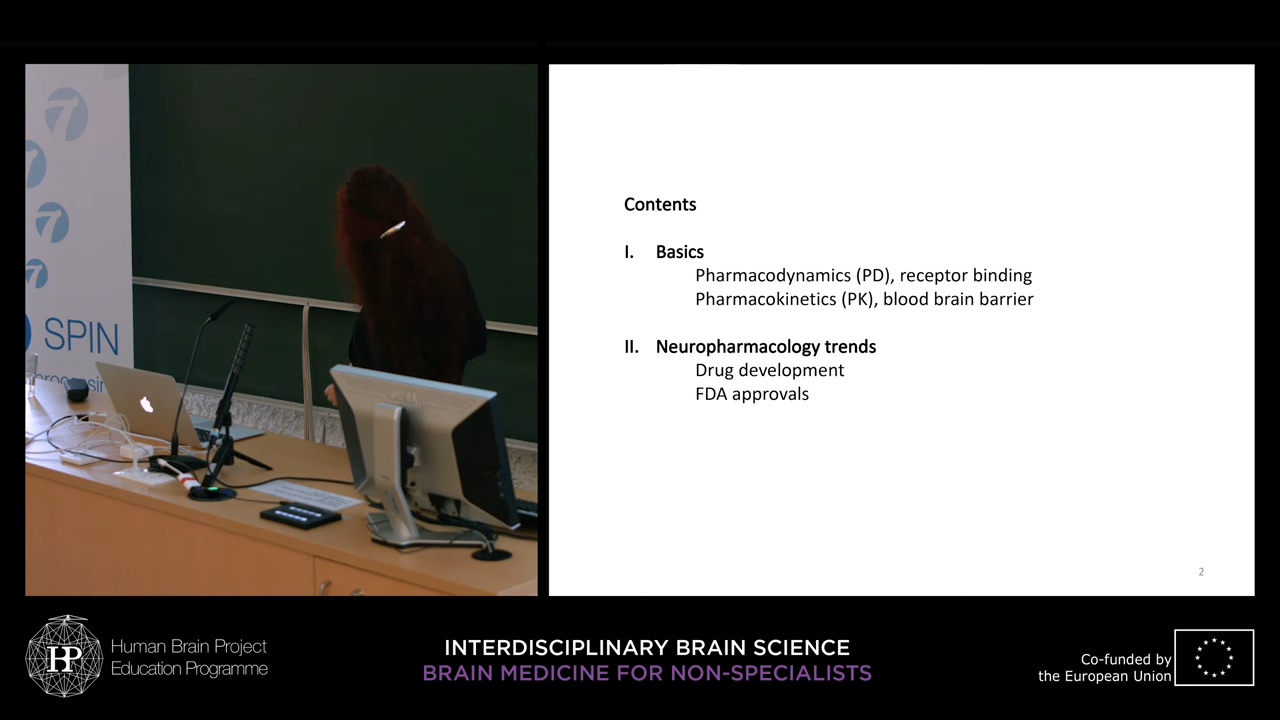 SPIN
Contents
I. Basics
Pharmacodynamics (PD), receptor binding
Pharmacokinetics (PK), blood brain barrier
II. Neuropharmacology trends
Drug development
FDA approvals
2
HBP
Human Brain Project
Education Programme
INTERDISCIPLINARY BRAIN SCIENCE
BRAIN MEDICINE FOR NON-SPECIALISTS
Co-funded by
the European Union